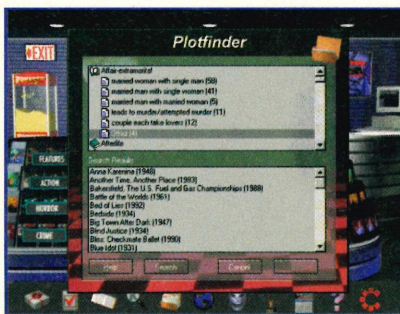 Plotfinder
EXIT
Affair-extramarital
married woman with single man (59)
married man with single woman (41)
married man with married woman (5)
leads to murder/attempted murder (11)
couple each take lovers (12)
Other (4)
Afterlife
Search Results:
Anna Karenina (1948)
Another Time, Another Place (1983)
Bakersfield, The U.S. Fuel and Gas Championships (1988)
Battle of the Worlds (1961)
Bed of Lies (1992)
Bedside (1934)
Big Town After Dark (1947)
Blind Justice (1934)
Bliss: Checkmate Ballet (1990)
Blue Idol (1931)
Help
Search
Cancel
FEATURES
ACTION
HORROR
CRIME